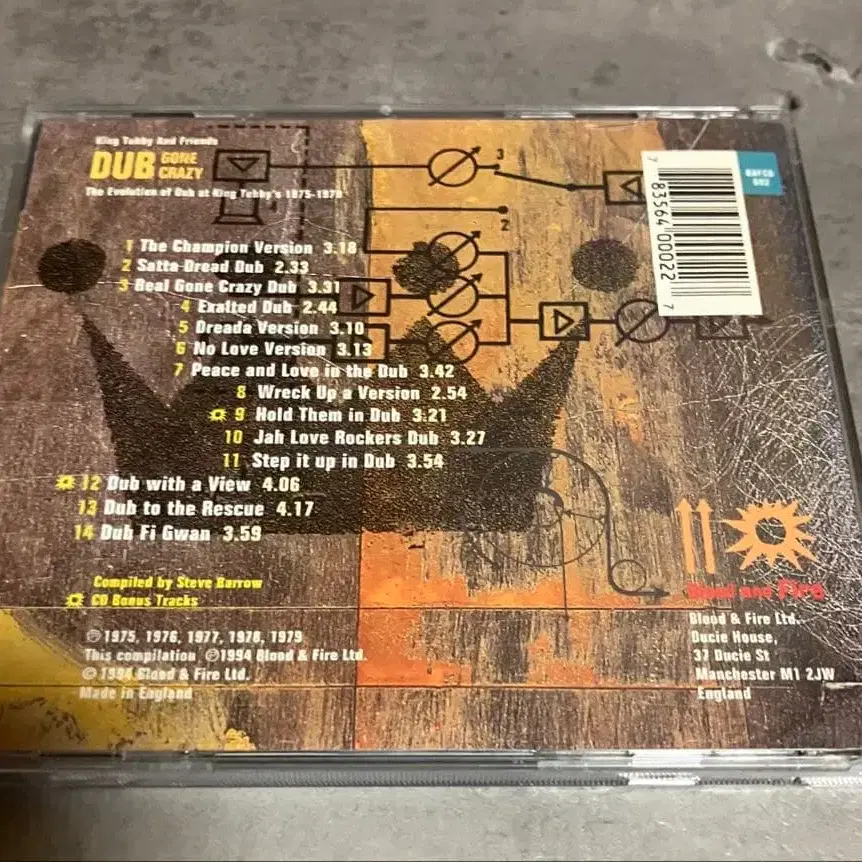 King Tubby And Friends
DUB GONE CRAZY
The Evolution of Dub at King Tubby's 1975-1979
3
2
1 The Champion Version 3.18
2 Satta Dread Dub 2.33
3 Real Gone Crazy Dub 3.31
4 Exalted Dub 2.44
5 Dreada Version 3.10
6 No Love Version 3.13
7 Peace and Love in the Dub 3.42
8 Wreck Up a Version 2.54
9 Hold Them in Dub 3.21
10 Jah Love Rockers Dub 3.27
11 Step it up in Dub 3.54
12 Dub with a View 4.06
13 Dub to the Rescue 4.17
14 Dub Fi Gwan 3.59
Compiled by Steve Barrow
CD Bonus Tracks
℗1975, 1976, 1977, 1978, 1979
This compilation ℗1994 Blood & Fire Ltd.
© 1994 Blood & Fire Ltd.
Made in England
BAFCD
002
7 83564 00022 7
Blood and Fire
Blood & Fire Ltd.
Ducie House,
37 Ducie St
Manchester M1 2JW
England